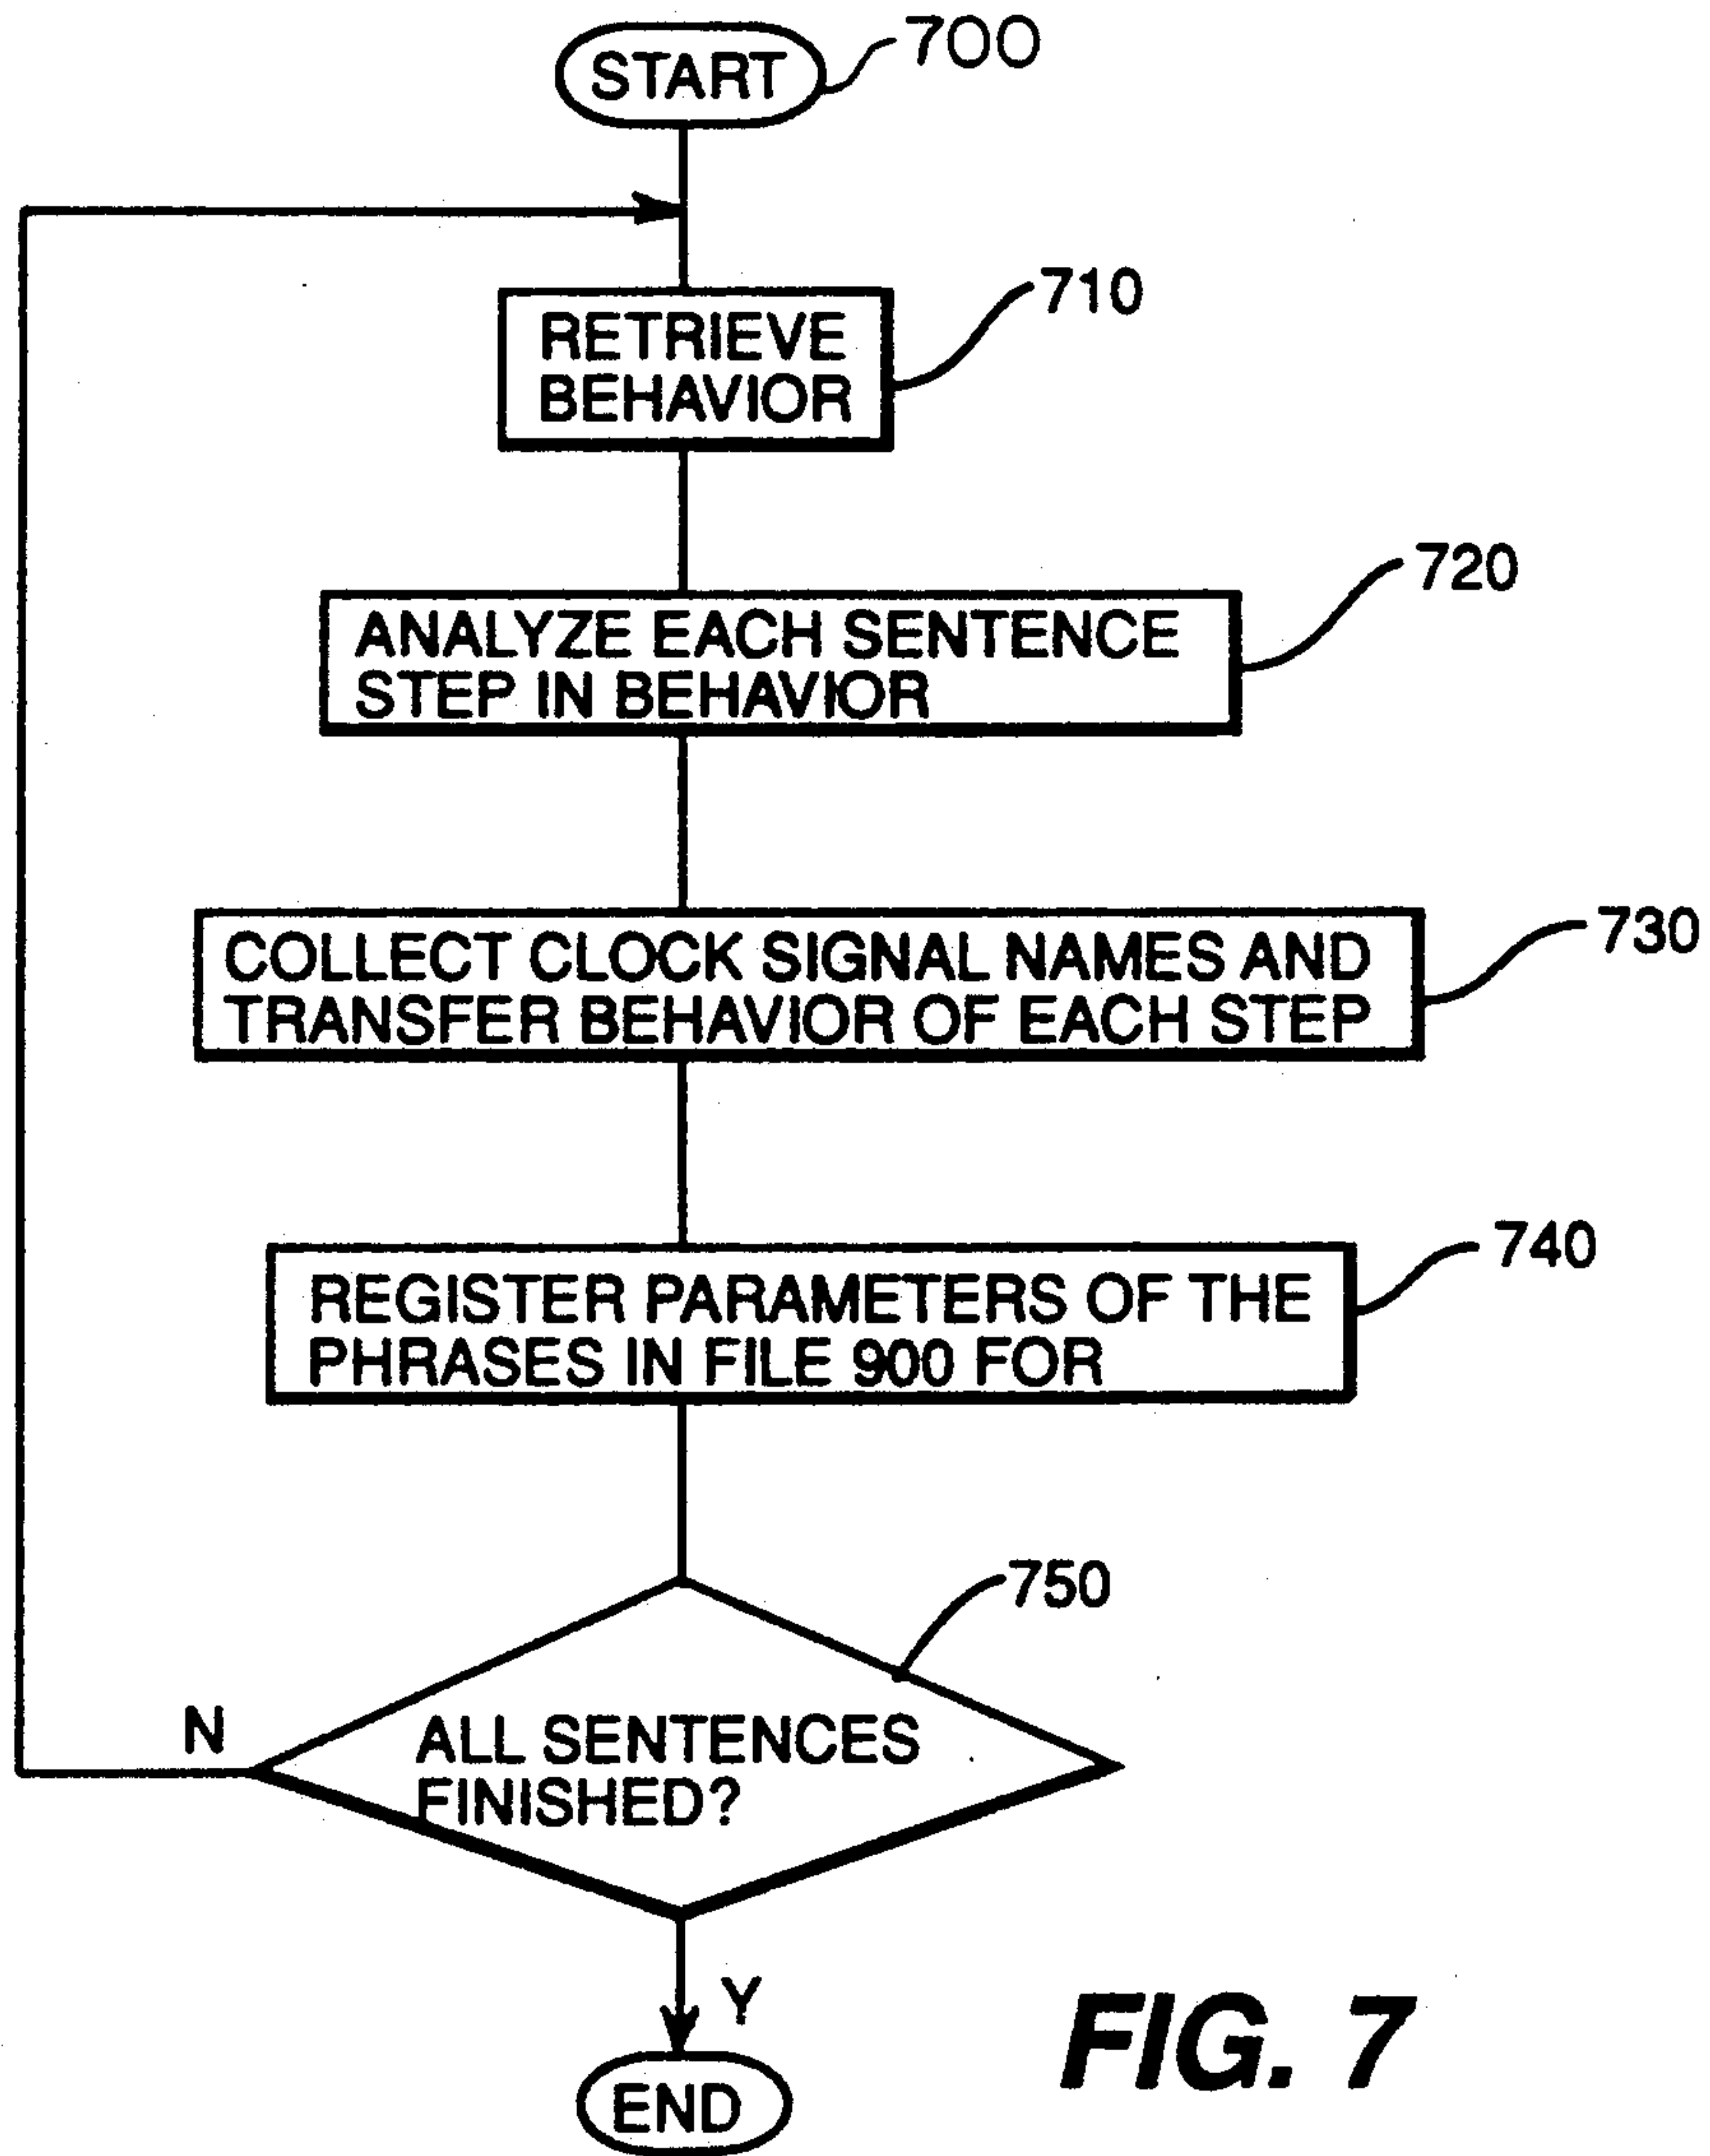 START
700
RETRIEVE
BEHAVIOR
710
ANALYZE EACH SENTENCE
STEP IN BEHAVIOR
720
COLLECT CLOCK SIGNAL NAMES AND
TRANSFER BEHAVIOR OF EACH STEP
730
REGISTER PARAMETERS OF THE
PHRASES IN FILE 900 FOR
740
750
ALL SENTENCES
FINISHED?
N
Y
END
FIG. 7